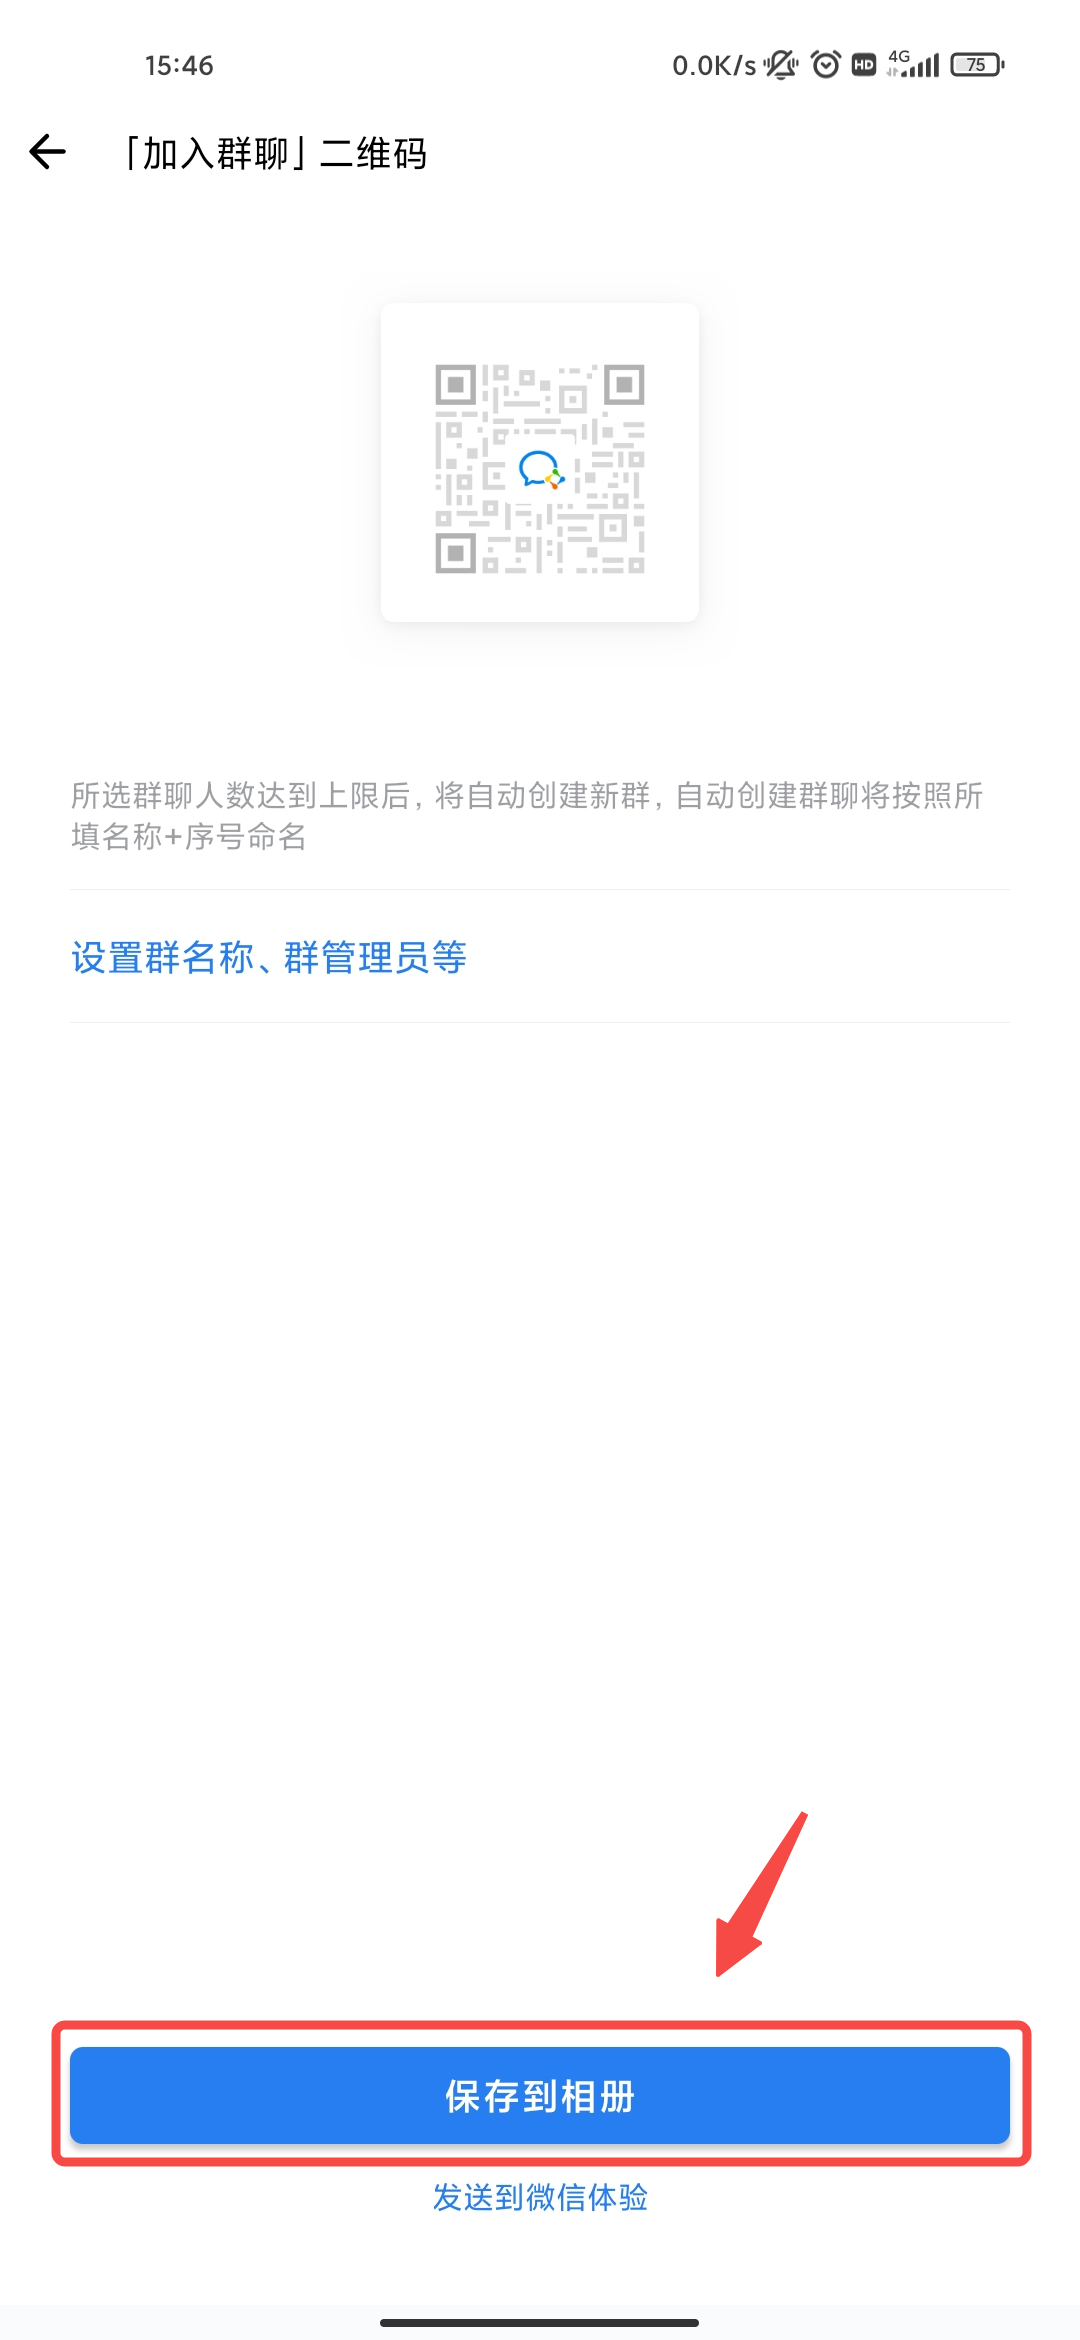 15:46
0.0K/s HD 4G 75
「加入群聊」二维码
所选群聊人数达到上限后，将自动创建新群，自动创建群聊将按照所
填名称+序号命名
设置群名称、群管理员等
保存到相册
发送到微信体验